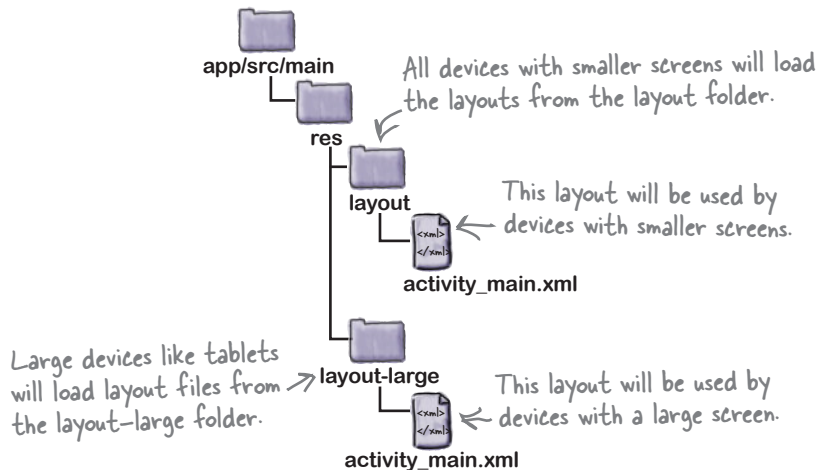 app/src/main
All devices with smaller screens will load
the layouts from the layout folder.
res
layout
This layout will be used by
devices with smaller screens.
<xml>
</xml>
activity_main.xml
Large devices like tablets
will load layout files from
the layout-large folder.
layout-large
This layout will be used by
devices with a large screen.
<xml>
</xml>
activity_main.xml